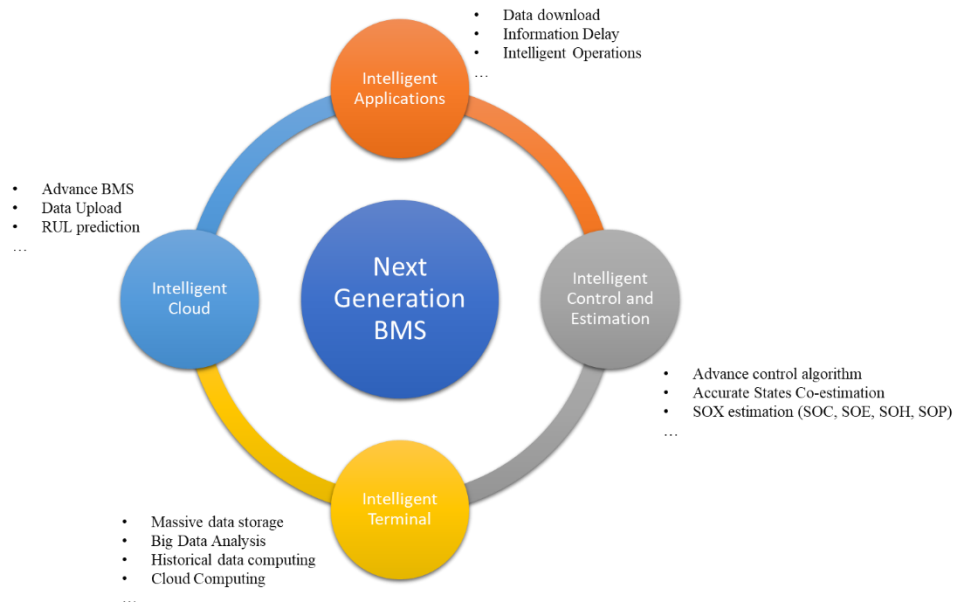 • Data download
• Information Delay
• Intelligent Operations
…
Intelligent
Applications
• Advance BMS
• Data Upload
• RUL prediction
…
Intelligent
Cloud
Next
Generation
BMS
Intelligent
Control and
Estimation
• Advance control algorithm
• Accurate States Co-estimation
• SOX estimation (SOC, SOE, SOH, SOP)
…
Intelligent
Terminal
• Massive data storage
• Big Data Analysis
• Historical data computing
• Cloud Computing
…